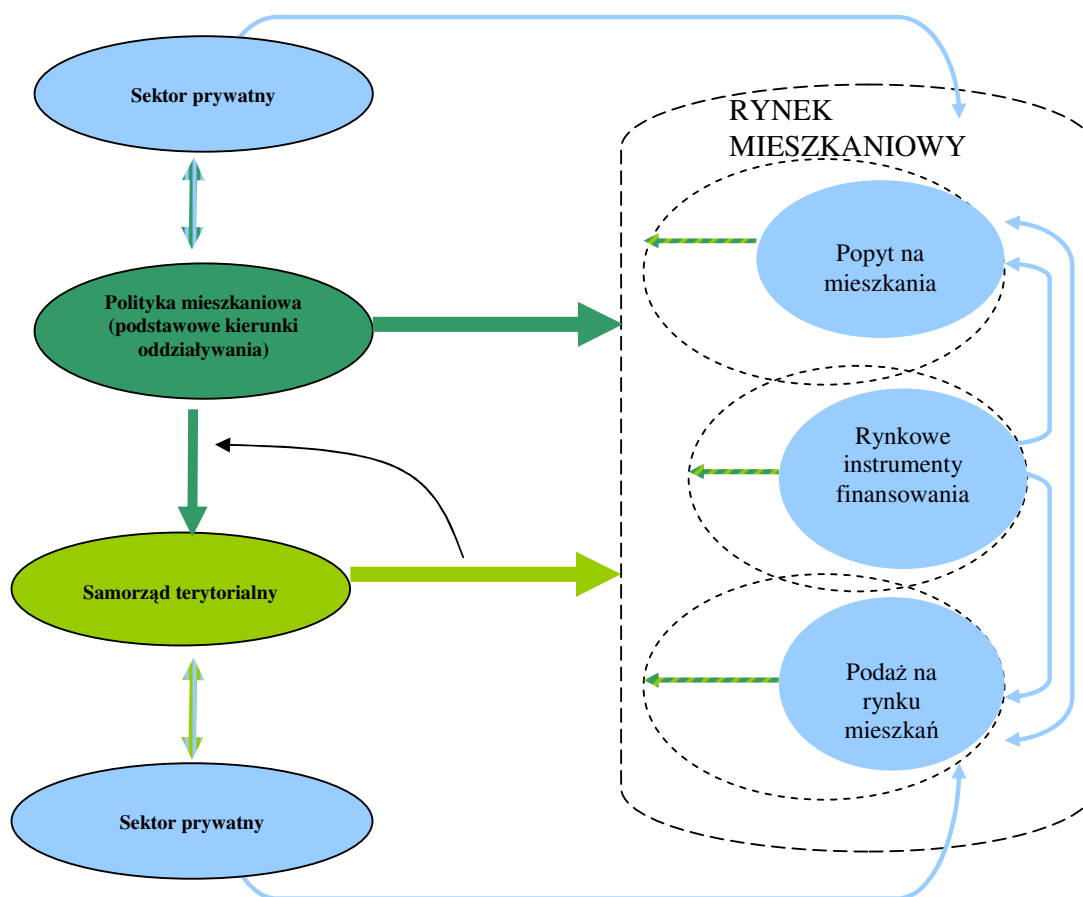 Sektor prywatny
Polityka mieszkaniowa
(podstawowe kierunki
oddziaływania)
Samorząd terytorialny
Sektor prywatny
RYNEK
MIESZKANIOWY
Popyt na
mieszkania
Rynkowe
instrumenty
finansowania
Podaż na
rynku
mieszkań